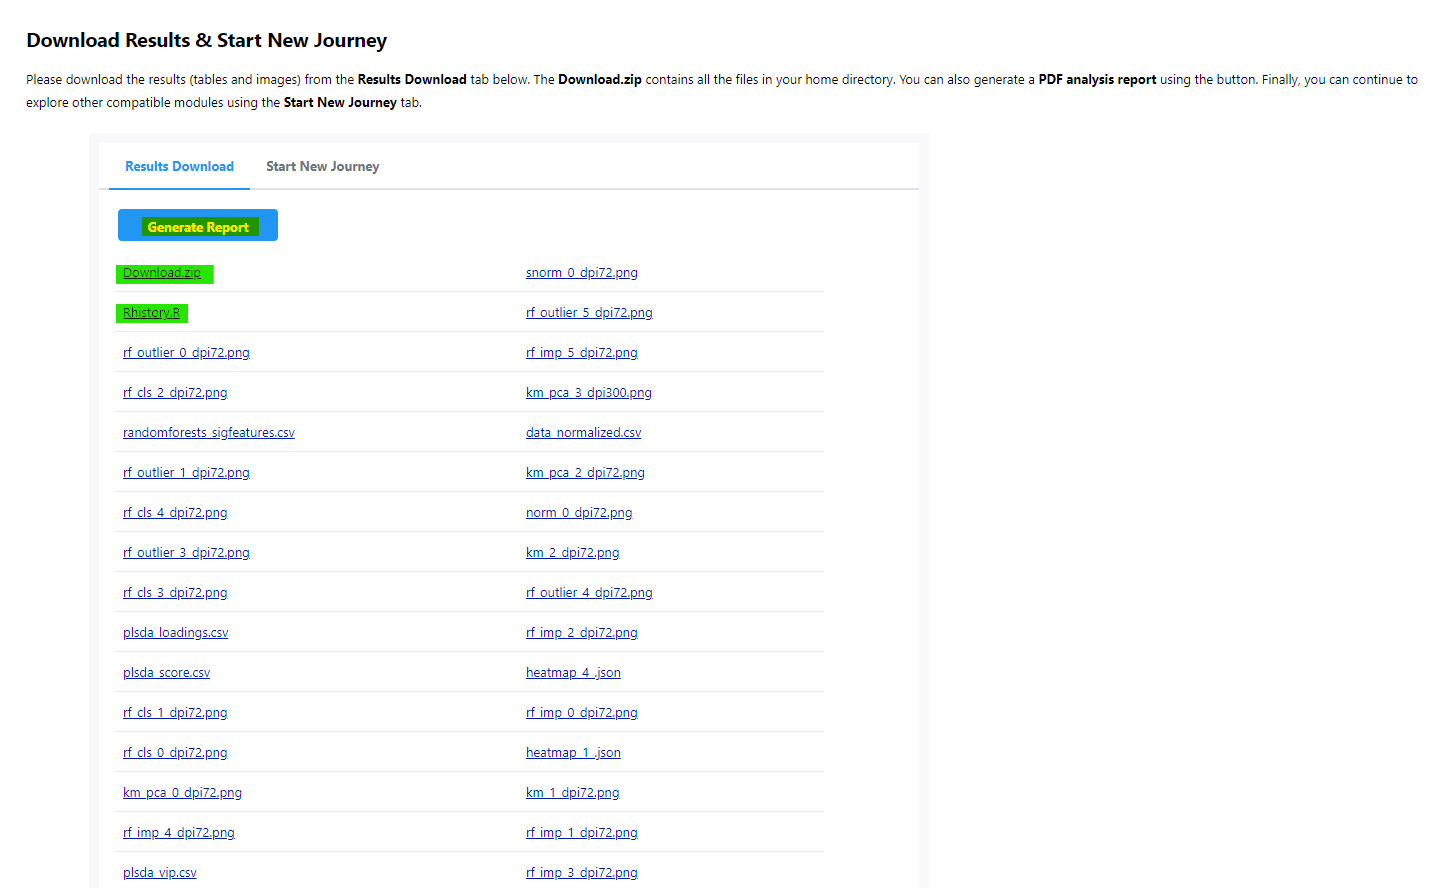 Download Results & Start New Journey
Please download the results (tables and images) from the Results Download tab below. The Download.zip contains all the files in your home directory. You can also generate a PDF analysis report using the button. Finally, you can continue to
explore other compatible modules using the Start New Journey tab.
Results Download Start New Journey
Generate Report
Download.zip snorm_0_dpi72.png
Rhistory.R rf_outlier_5_dpi72.png
rf_outlier_0_dpi72.png rf_imp_5_dpi72.png
rf_cls_2_dpi72.png km_pca_3_dpi300.png
randomforests_sigfeatures.csv data_normalized.csv
rf_outlier_1_dpi72.png km_pca_2_dpi72.png
rf_cls_4_dpi72.png norm_0_dpi72.png
rf_outlier_3_dpi72.png km_2_dpi72.png
rf_cls_3_dpi72.png rf_outlier_4_dpi72.png
plsda_loadings.csv rf_imp_2_dpi72.png
plsda_score.csv heatmap_4_.json
rf_cls_1_dpi72.png rf_imp_0_dpi72.png
rf_cls_0_dpi72.png heatmap_1_.json
km_pca_0_dpi72.png km_1_dpi72.png
rf_imp_4_dpi72.png rf_imp_1_dpi72.png
plsda_vip.csv rf_imp_3_dpi72.png